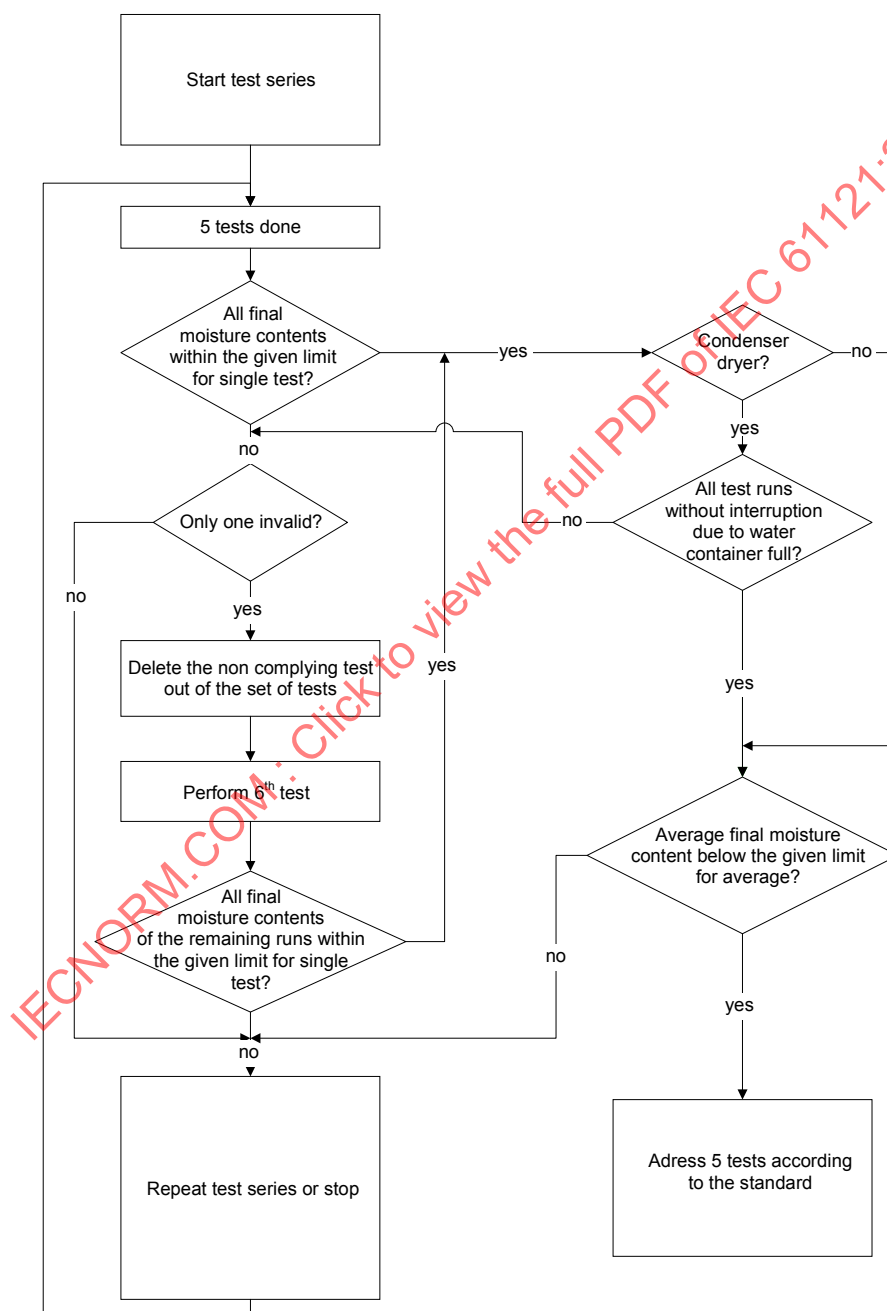 Start test series
5 tests done
All final
moisture contents
within the given limit
for single test?
yes
Condenser
dryer?
no
yes
no
All test runs
without interruption
due to water
container full?
no
Only one invalid?
no
yes
Delete the non complying test
out of the set of tests
yes
yes
Perform 6th test
Average final moisture
content below the given limit
for average?
All final
moisture contents
of the remaining runs within
the given limit for single
test?
no
yes
no
Repeat test series or stop
Adress 5 tests according
to the standard
IECNORM.COM : Click to view the full PDF of IEC 61121: